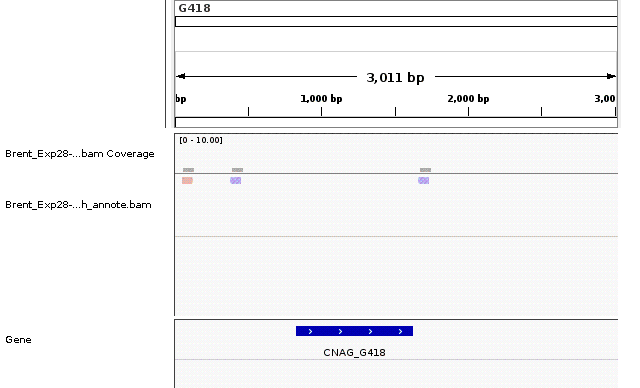 G418
3,011 bp
bp 1,000 bp 2,000 bp 3,00
[0 - 10.00]
Brent_Exp28-...bam Coverage
Brent_Exp28-...h_annote.bam
Gene
CNAG_G418